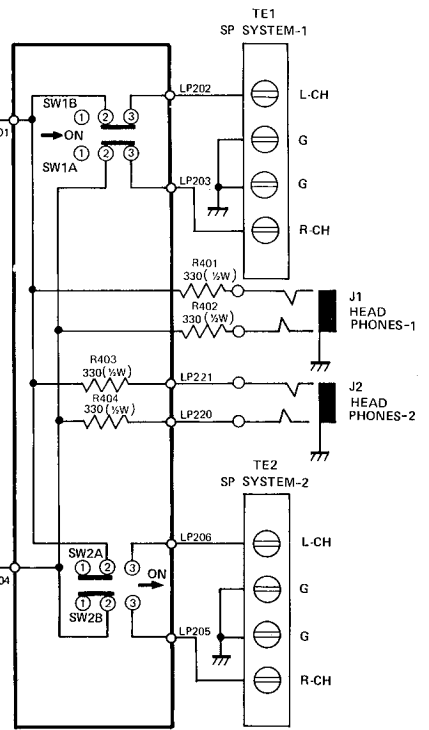 TE1
SP SYSTEM-1
SW1B
LP202
L-CH
1 2 3
01
→ON
G
1 2 3
SW1A
LP203
G
R-CH
R401
330(½W)
J1
HEAD
PHONES-1
R402
330(½W)
R403
330(½W)
LP221
J2
HEAD
PHONES-2
R404
330(½W)
LP220
TE2
SP SYSTEM-2
LP206
L-CH
SW2A
1 2 3
ON
04
G
1 2 3
SW2B
LP205
G
R-CH